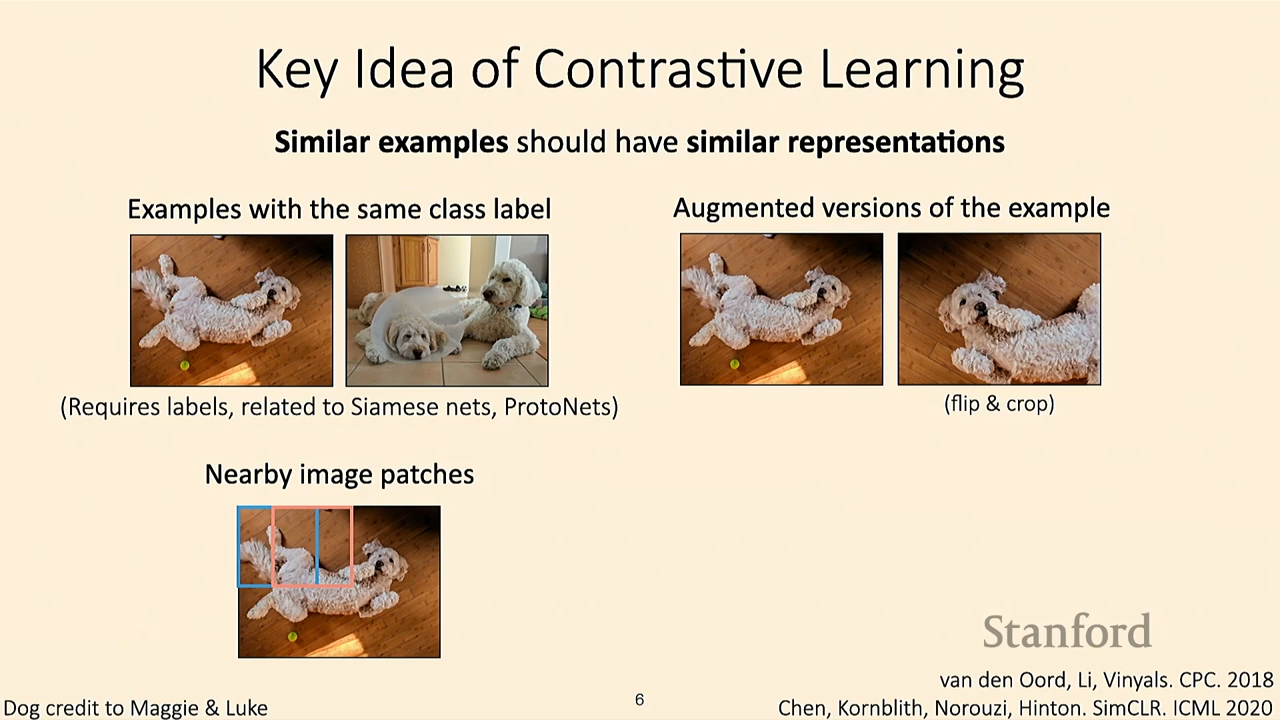 Key Idea of Contrastive Learning
Similar examples should have similar representations
Examples with the same class label
(Requires labels, related to Siamese nets, ProtoNets)
Augmented versions of the example
(flip & crop)
Nearby image patches
Stanford
van den Oord, Li, Vinyals. CPC. 2018
Chen, Kornblith, Norouzi, Hinton. SimCLR. ICML 2020
6
Dog credit to Maggie & Luke